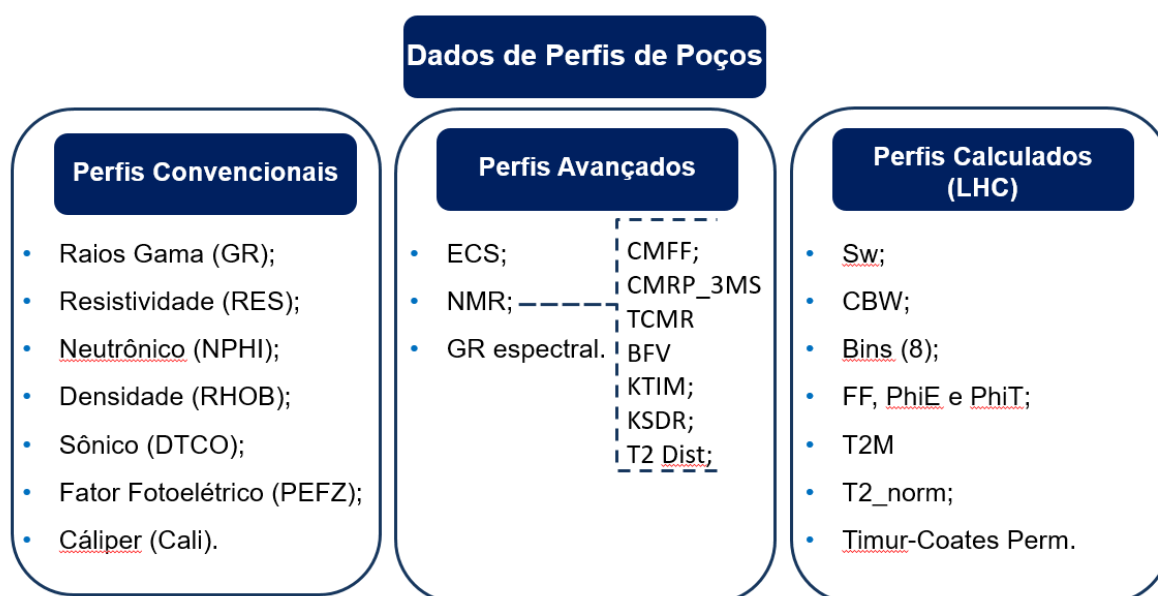 Dados de Perfis de Poços
Perfis Convencionais
• Raios Gama (GR);
• Resistividade (RES);
• Neutrônico (NPHI);
• Densidade (RHOB);
• Sônico (DTCO);
• Fator Fotoelétrico (PEFZ);
• Cáliper (Cali).
Perfis Avançados
• ECS;
• NMR;
• GR espectral.
CMFF;
CMRP_3MS
TCMR
BFV
KTIM;
KSDR;
T2 Dist;
Perfis Calculados
(LHC)
• Sw;
• CBW;
• Bins (8);
• FF, PhiE e PhiT;
• T2M
• T2_norm;
• Timur-Coates Perm.